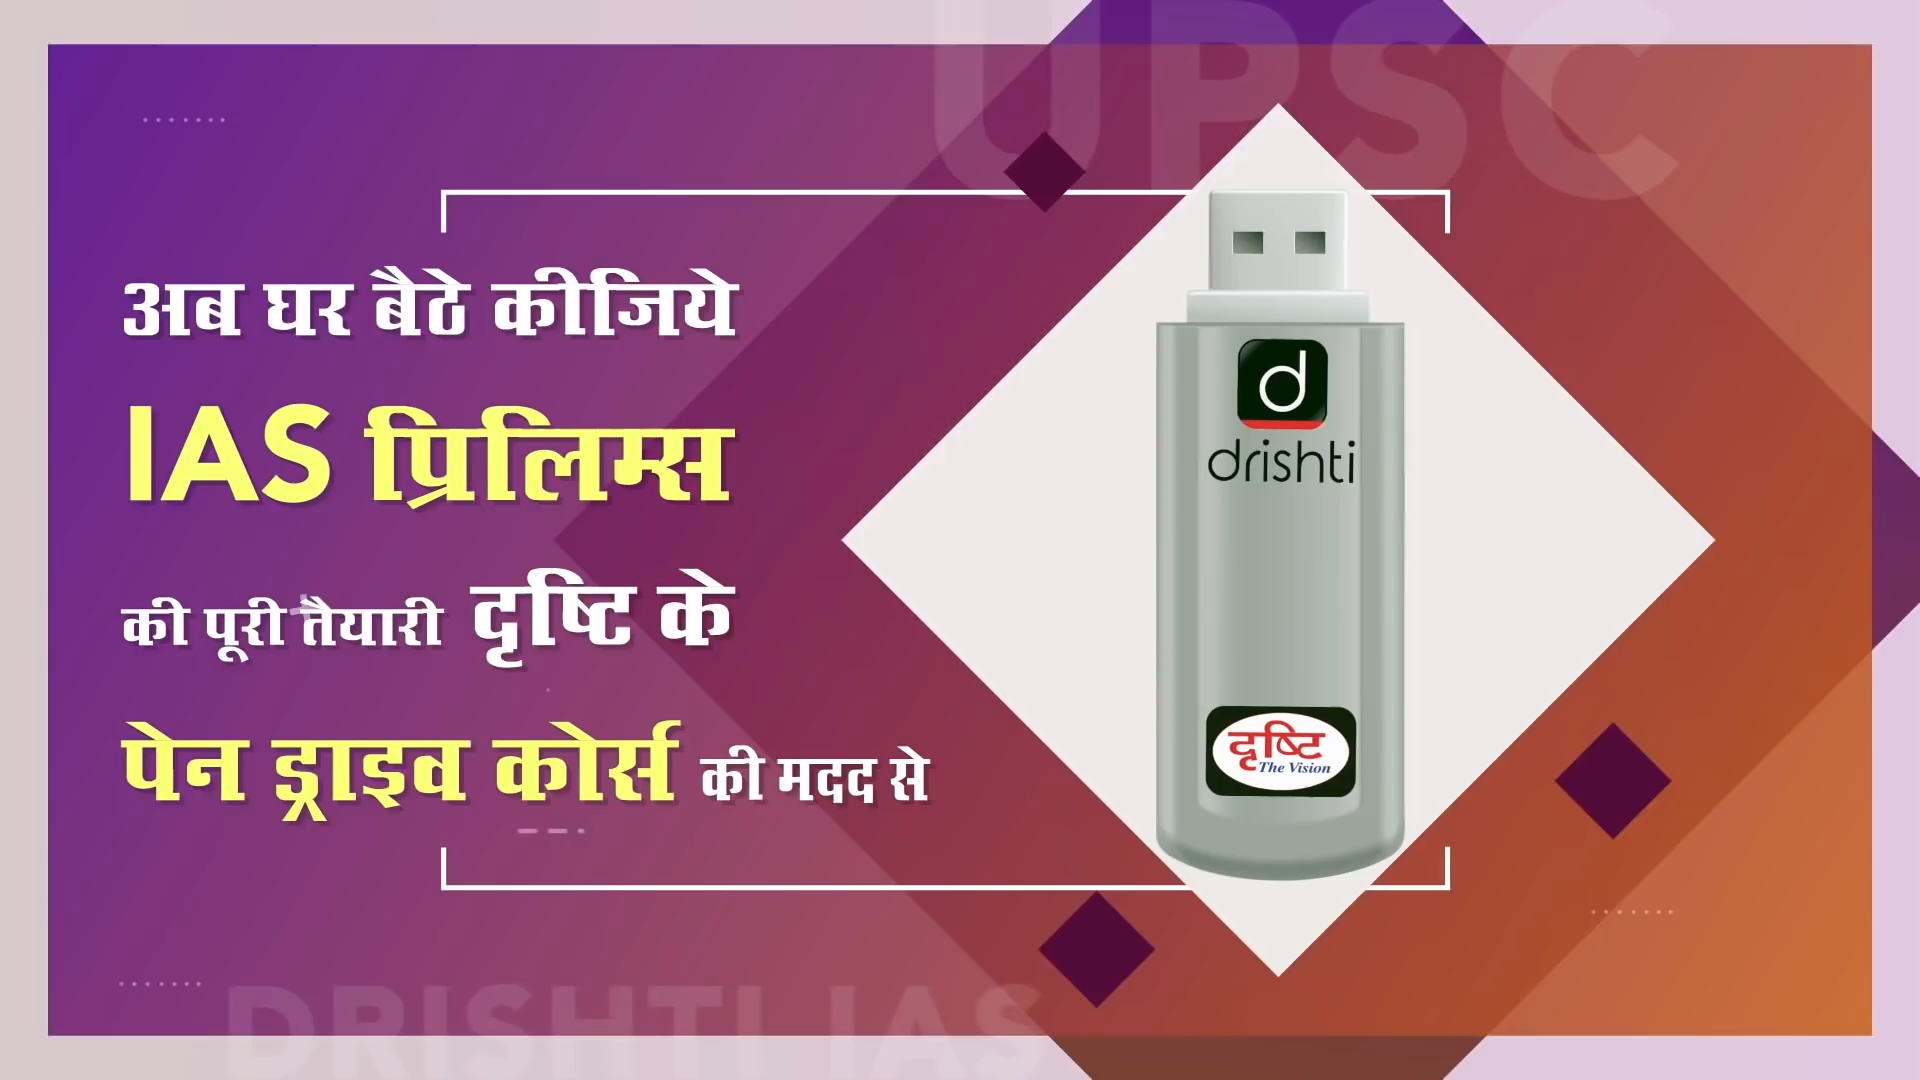 UPSC
अब घर बैठे कीजिये
IAS प्रिलिम्स
की पूरी तैयारी दृष्टि के
पेन ड्राइव कोर्स की मदद से
d
drishti
दृष्टि
The Vision
DRISHTI IAS